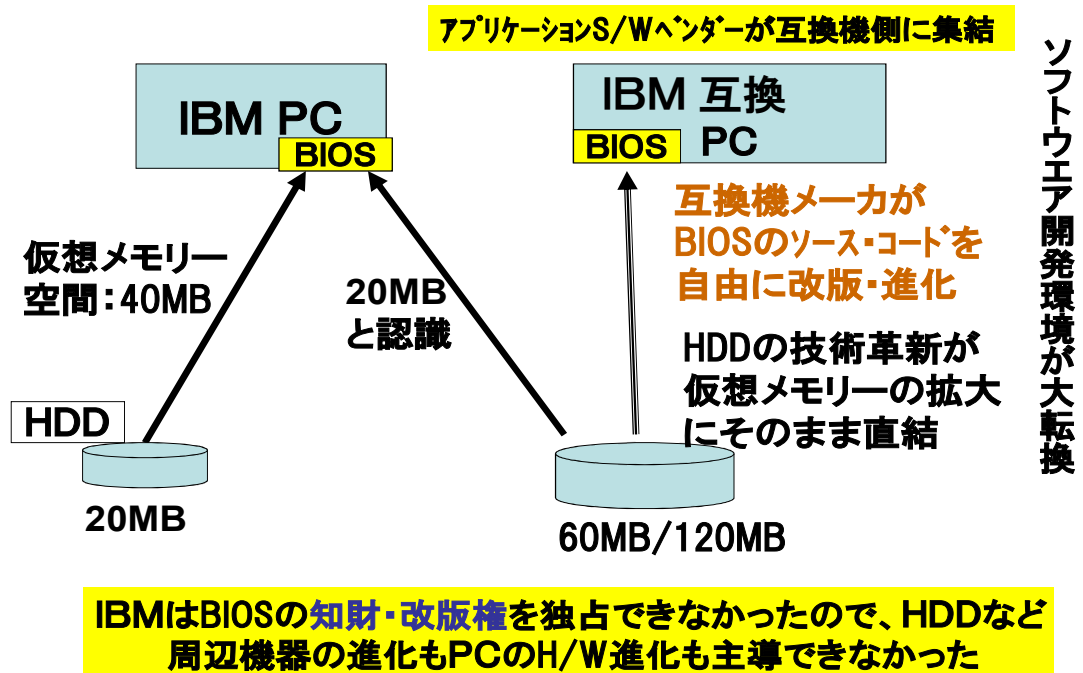 アプリケーションS/Wベンダーが互換機側に集結
IBM PC
BIOS
IBM 互換
PC
BIOS
互換機メーカが
BIOSのソース・コードを
自由に改版・進化
仮想メモリー
空間：40MB
20MB
と認識
HDDの技術革新が
仮想メモリーの拡大
にそのまま直結
HDD
20MB
60MB/120MB
ソフトウエア開発環境が大転換
IBMはBIOSの知財・改版権を独占できなかったので、HDDなど
周辺機器の進化もPCのH/W進化も主導できなかった